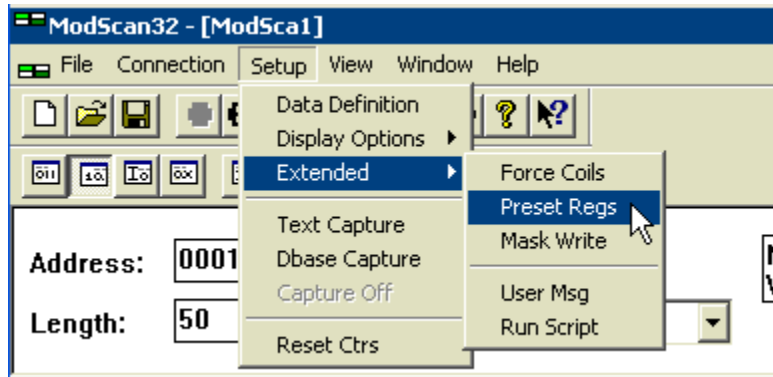 ModScan32 - [ModSca1]
File Connection Setup View Window Help
Data Definition
Display Options
Extended
Text Capture
Dbase Capture
Capture Off
Reset Ctrs
Force Coils
Preset Regs
Mask Write
User Msg
Run Script
Address: 0001
Length: 50